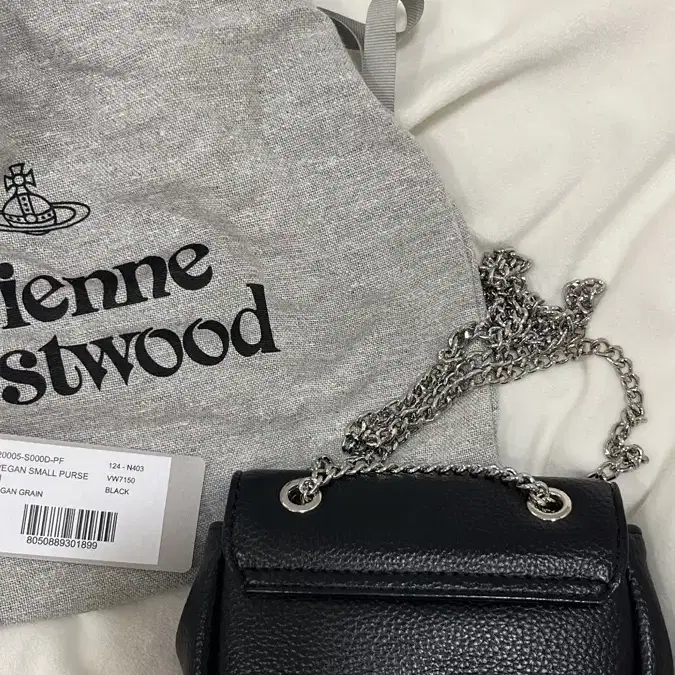 ienne
stwood
20005-S000D-PF
124 - N403
VEGAN SMALL PURSE
VW7150
GAN GRAIN
BLACK
8050889301899